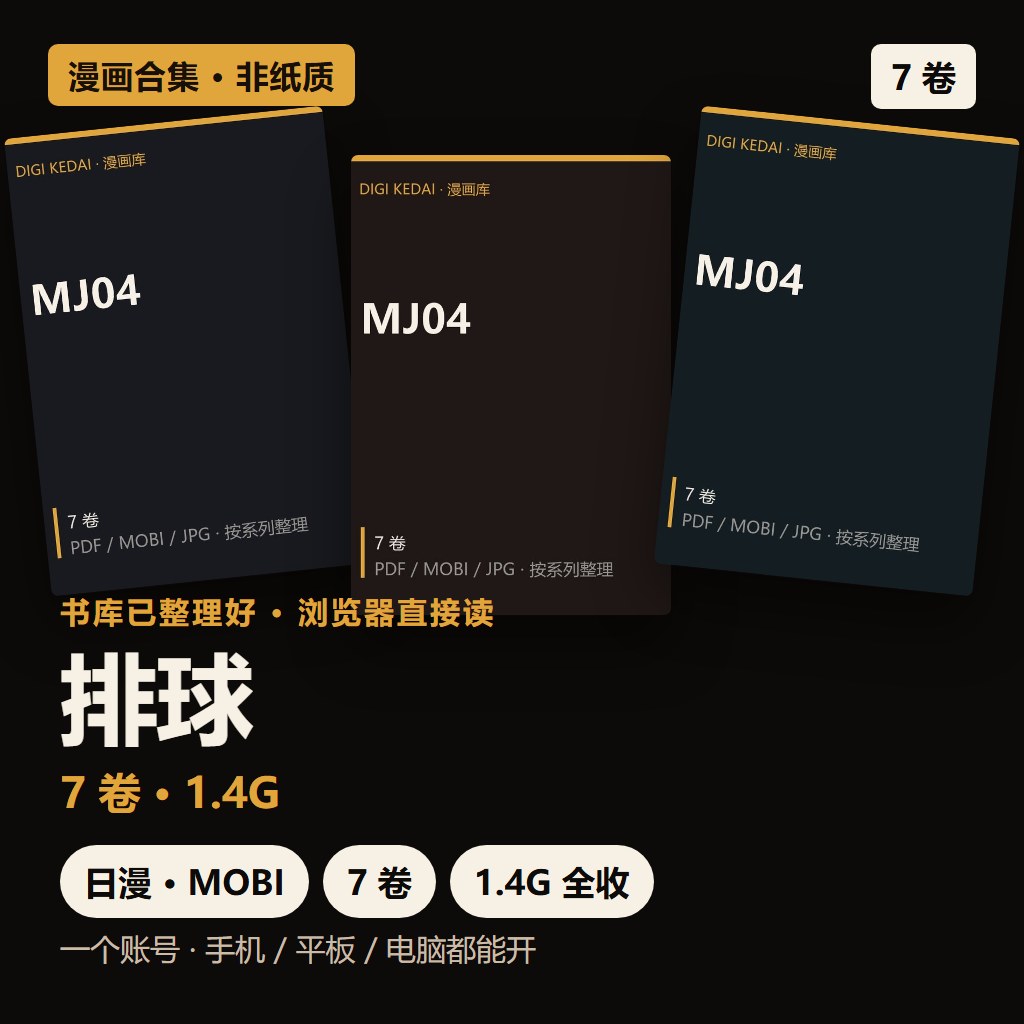 漫画合集 • 非纸质
7 卷
DIGI KEDAI · 漫画库
MJ04
7 卷
PDF / MOBI / JPG · 按系列整理
DIGI KEDAI · 漫画库
MJ04
7 卷
PDF / MOBI / JPG · 按系列整理
DIGI KEDAI · 漫画库
MJ04
7 卷
PDF / MOBI / JPG · 按系列整理
书库已整理好 • 浏览器直接读
排球
7 卷 • 1.4G
日漫 • MOBI
7 卷
1.4G 全收
一个账号 · 手机 / 平板 / 电脑都能开